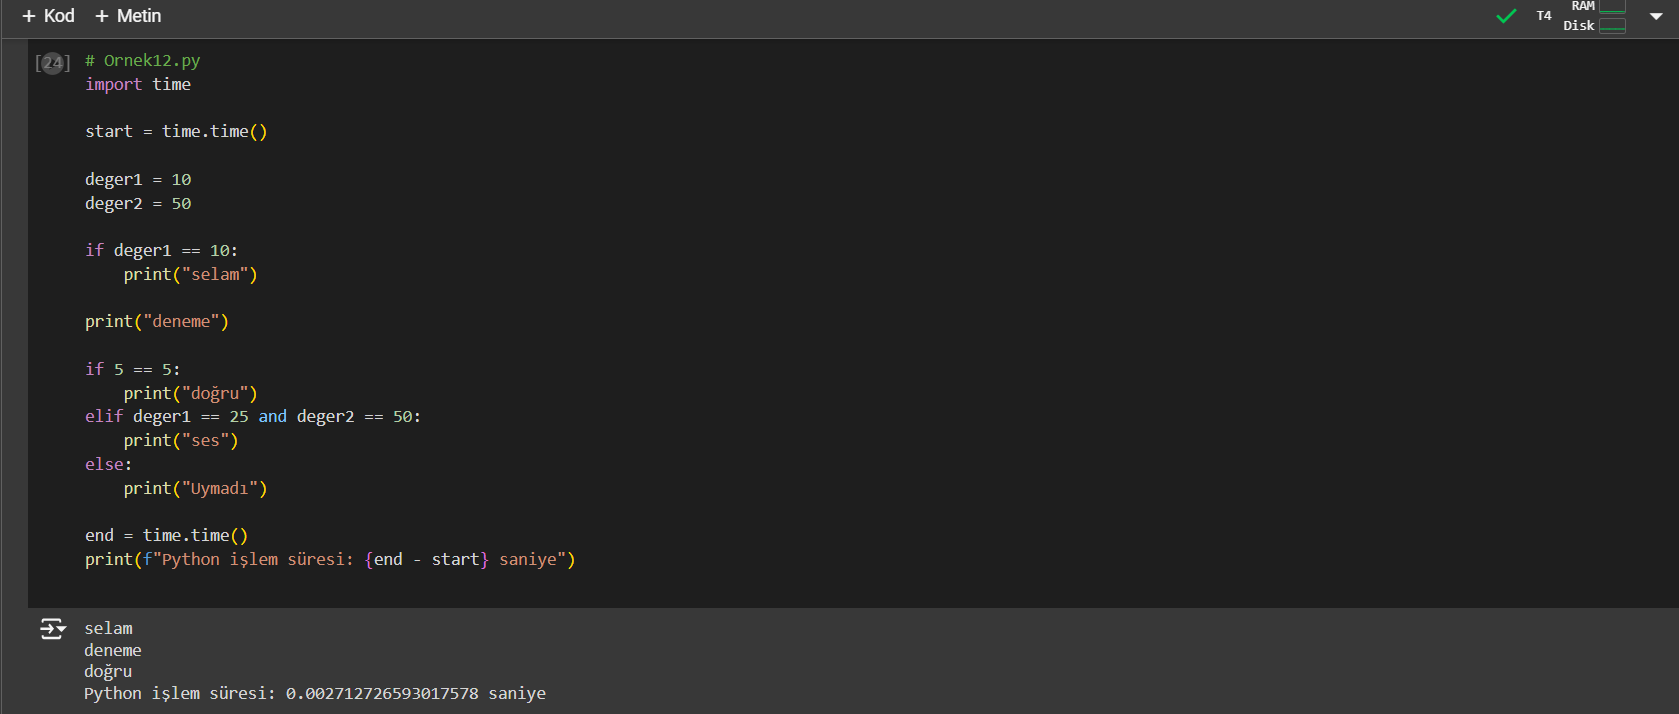 + Kod + Metin
T4
RAM
Disk
[24]
# Ornek12.py
import time
start = time.time()
deger1 = 10
deger2 = 50
if deger1 == 10:
    print("selam")
print("deneme")
if 5 == 5:
    print("doğru")
elif deger1 == 25 and deger2 == 50:
    print("ses")
else:
    print("Uymadı")
end = time.time()
print(f"Python işlem süresi: {end - start} saniye")
selam
deneme
doğru
Python işlem süresi: 0.002712726593017578 saniye